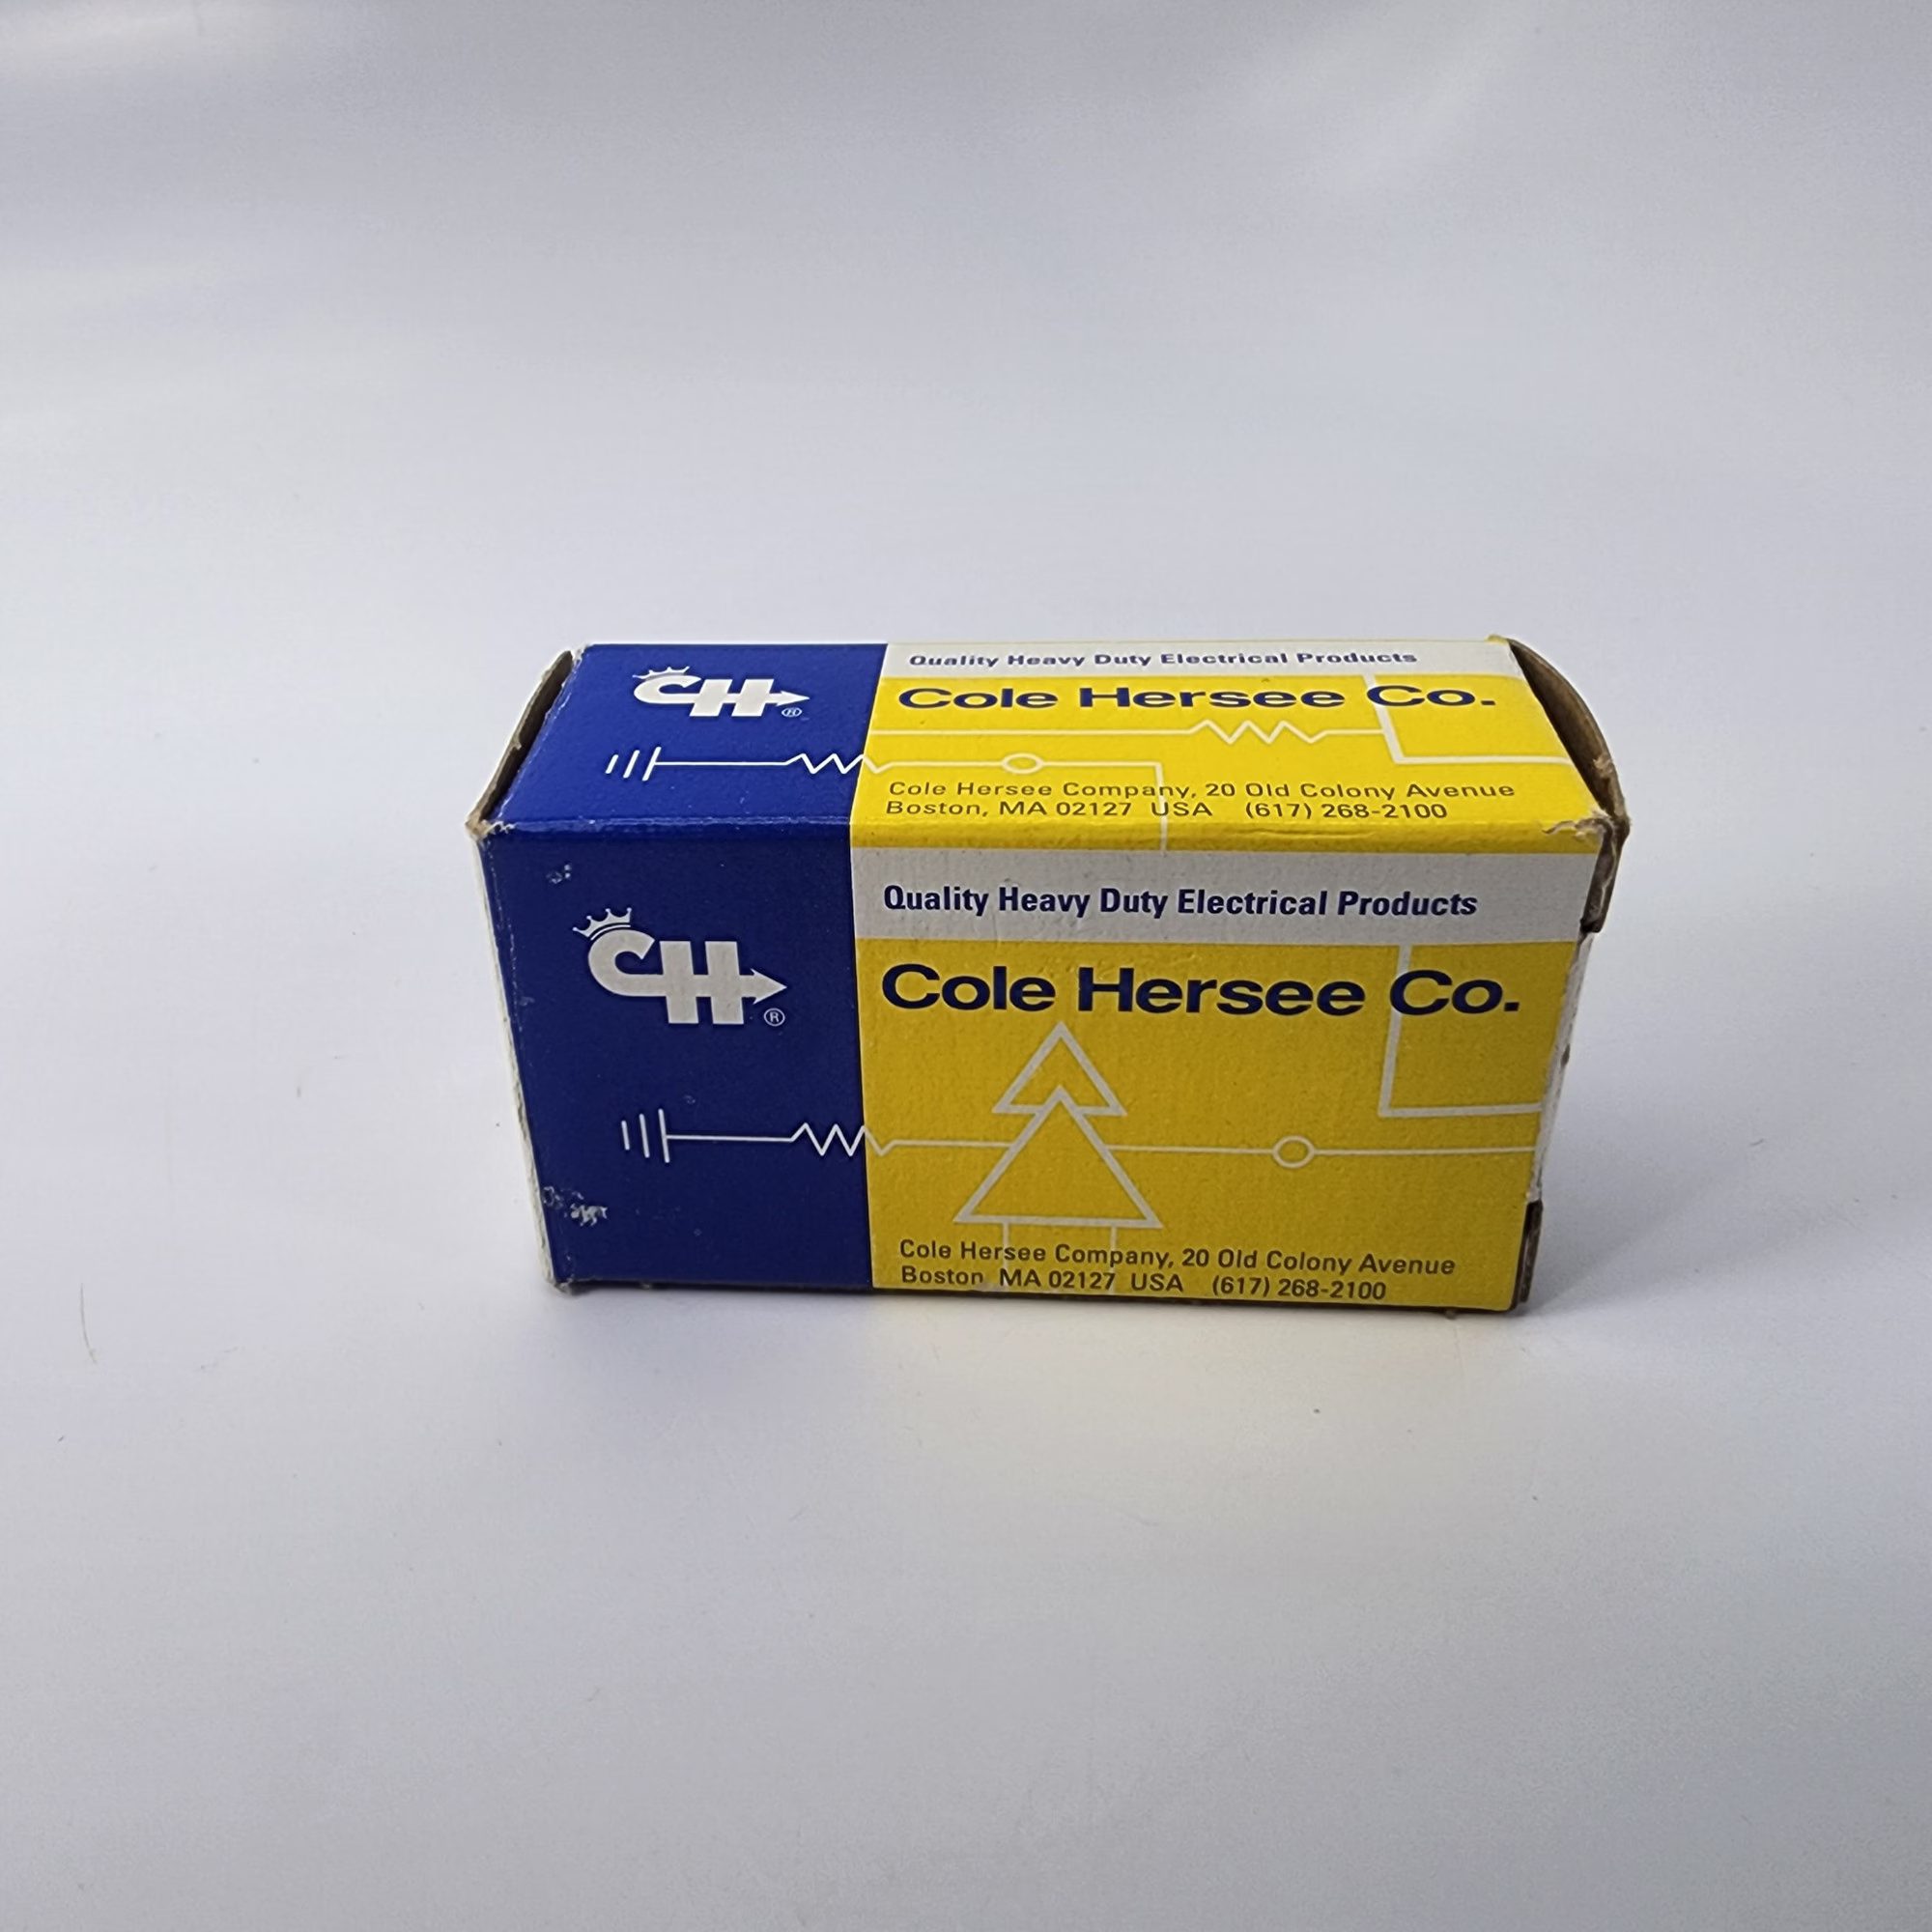 CH®
Quality Heavy Duty Electrical Products
Cole Hersee Co.
Cole Hersee Company, 20 Old Colony Avenue
Boston, MA 02127 USA (617) 268-2100
CH®
Quality Heavy Duty Electrical Products
Cole Hersee Co.
Cole Hersee Company, 20 Old Colony Avenue
Boston, MA 02127 USA (617) 268-2100